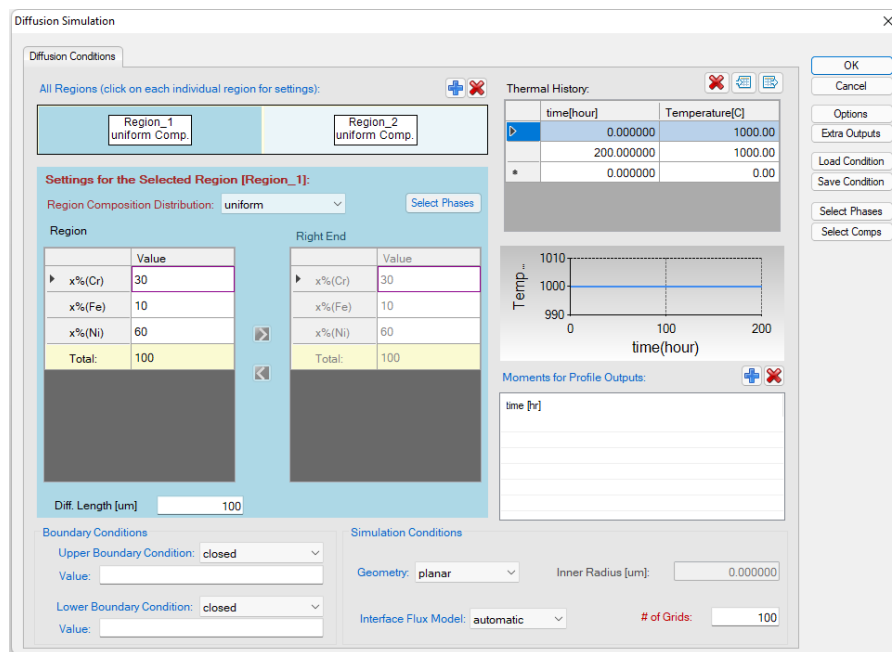 Diffusion Simulation
Diffusion Conditions
All Regions (click on each individual region for settings):
Region_1
uniform Comp.
Region_2
uniform Comp.
Settings for the Selected Region [Region_1]:
Region Composition Distribution: uniform
Select Phases
Region
Value
x%(Cr) 30
x%(Fe) 10
x%(Ni) 60
Total: 100
Right End
Value
x%(Cr) 30
x%(Fe) 10
x%(Ni) 60
Total: 100
Diff. Length [um] 100
Thermal History:
time[hour] Temperature[C]
0.000000 1000.00
200.000000 1000.00
* 0.000000 0.00
Temp...
1010
1000
990
0 100 200
time(hour)
Moments for Profile Outputs:
time [hr]
Boundary Conditions
Upper Boundary Condition: closed
Value:
Lower Boundary Condition: closed
Value:
Simulation Conditions
Geometry: planar
Inner Radius [um]: 0.000000
Interface Flux Model: automatic
# of Grids: 100
OK
Cancel
Options
Extra Outputs
Load Condition
Save Condition
Select Phases
Select Comps